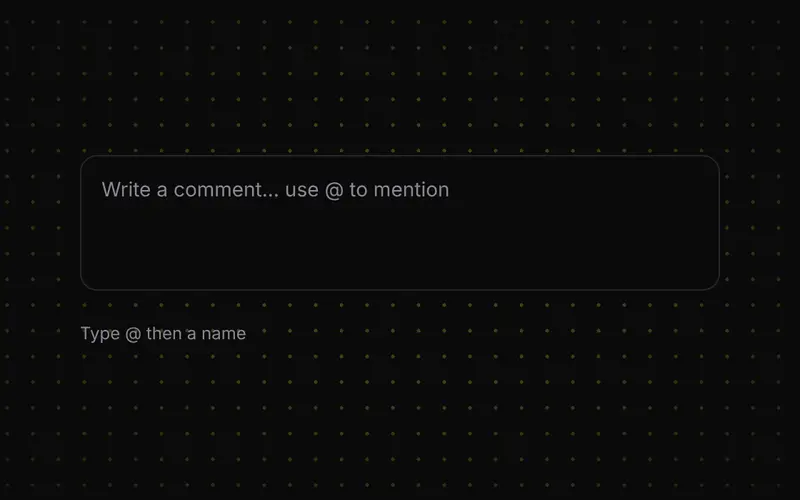 Write a comment... use @ to mention
Type @ then a name